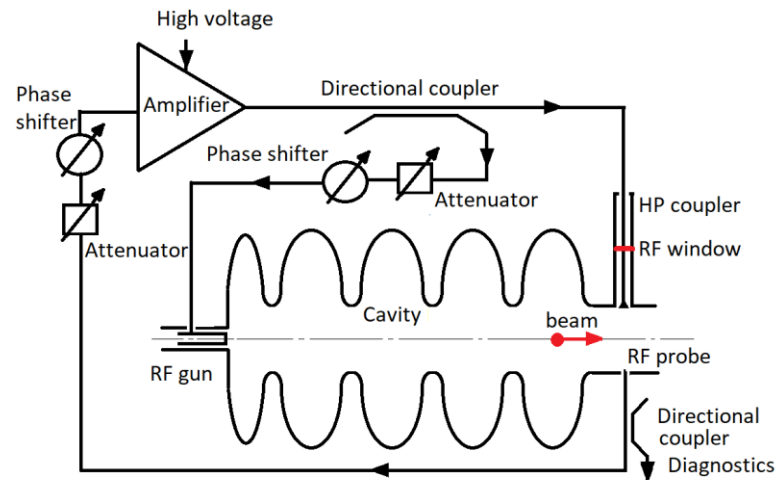 High voltage
Phase
shifter
Amplifier
Directional coupler
Phase shifter
Attenuator
HP coupler
RF window
Attenuator
Cavity
beam
RF gun
RF probe
Directional
coupler
Diagnostics